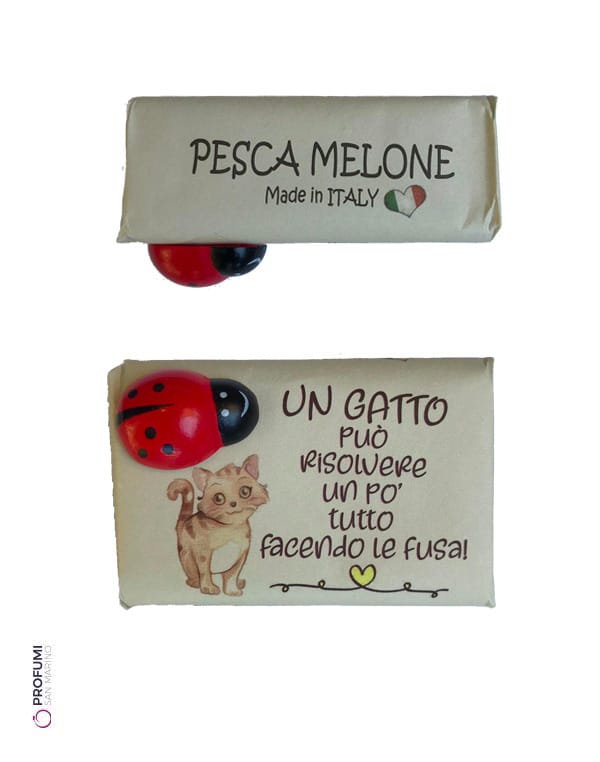 PESCA MELONE
Made in ITALY
UN GATTO
PUÒ
RISOLVERE
UN PO'
TUTTO
FACENDO LE FUSA!
PROFUMI
SAN MARINO